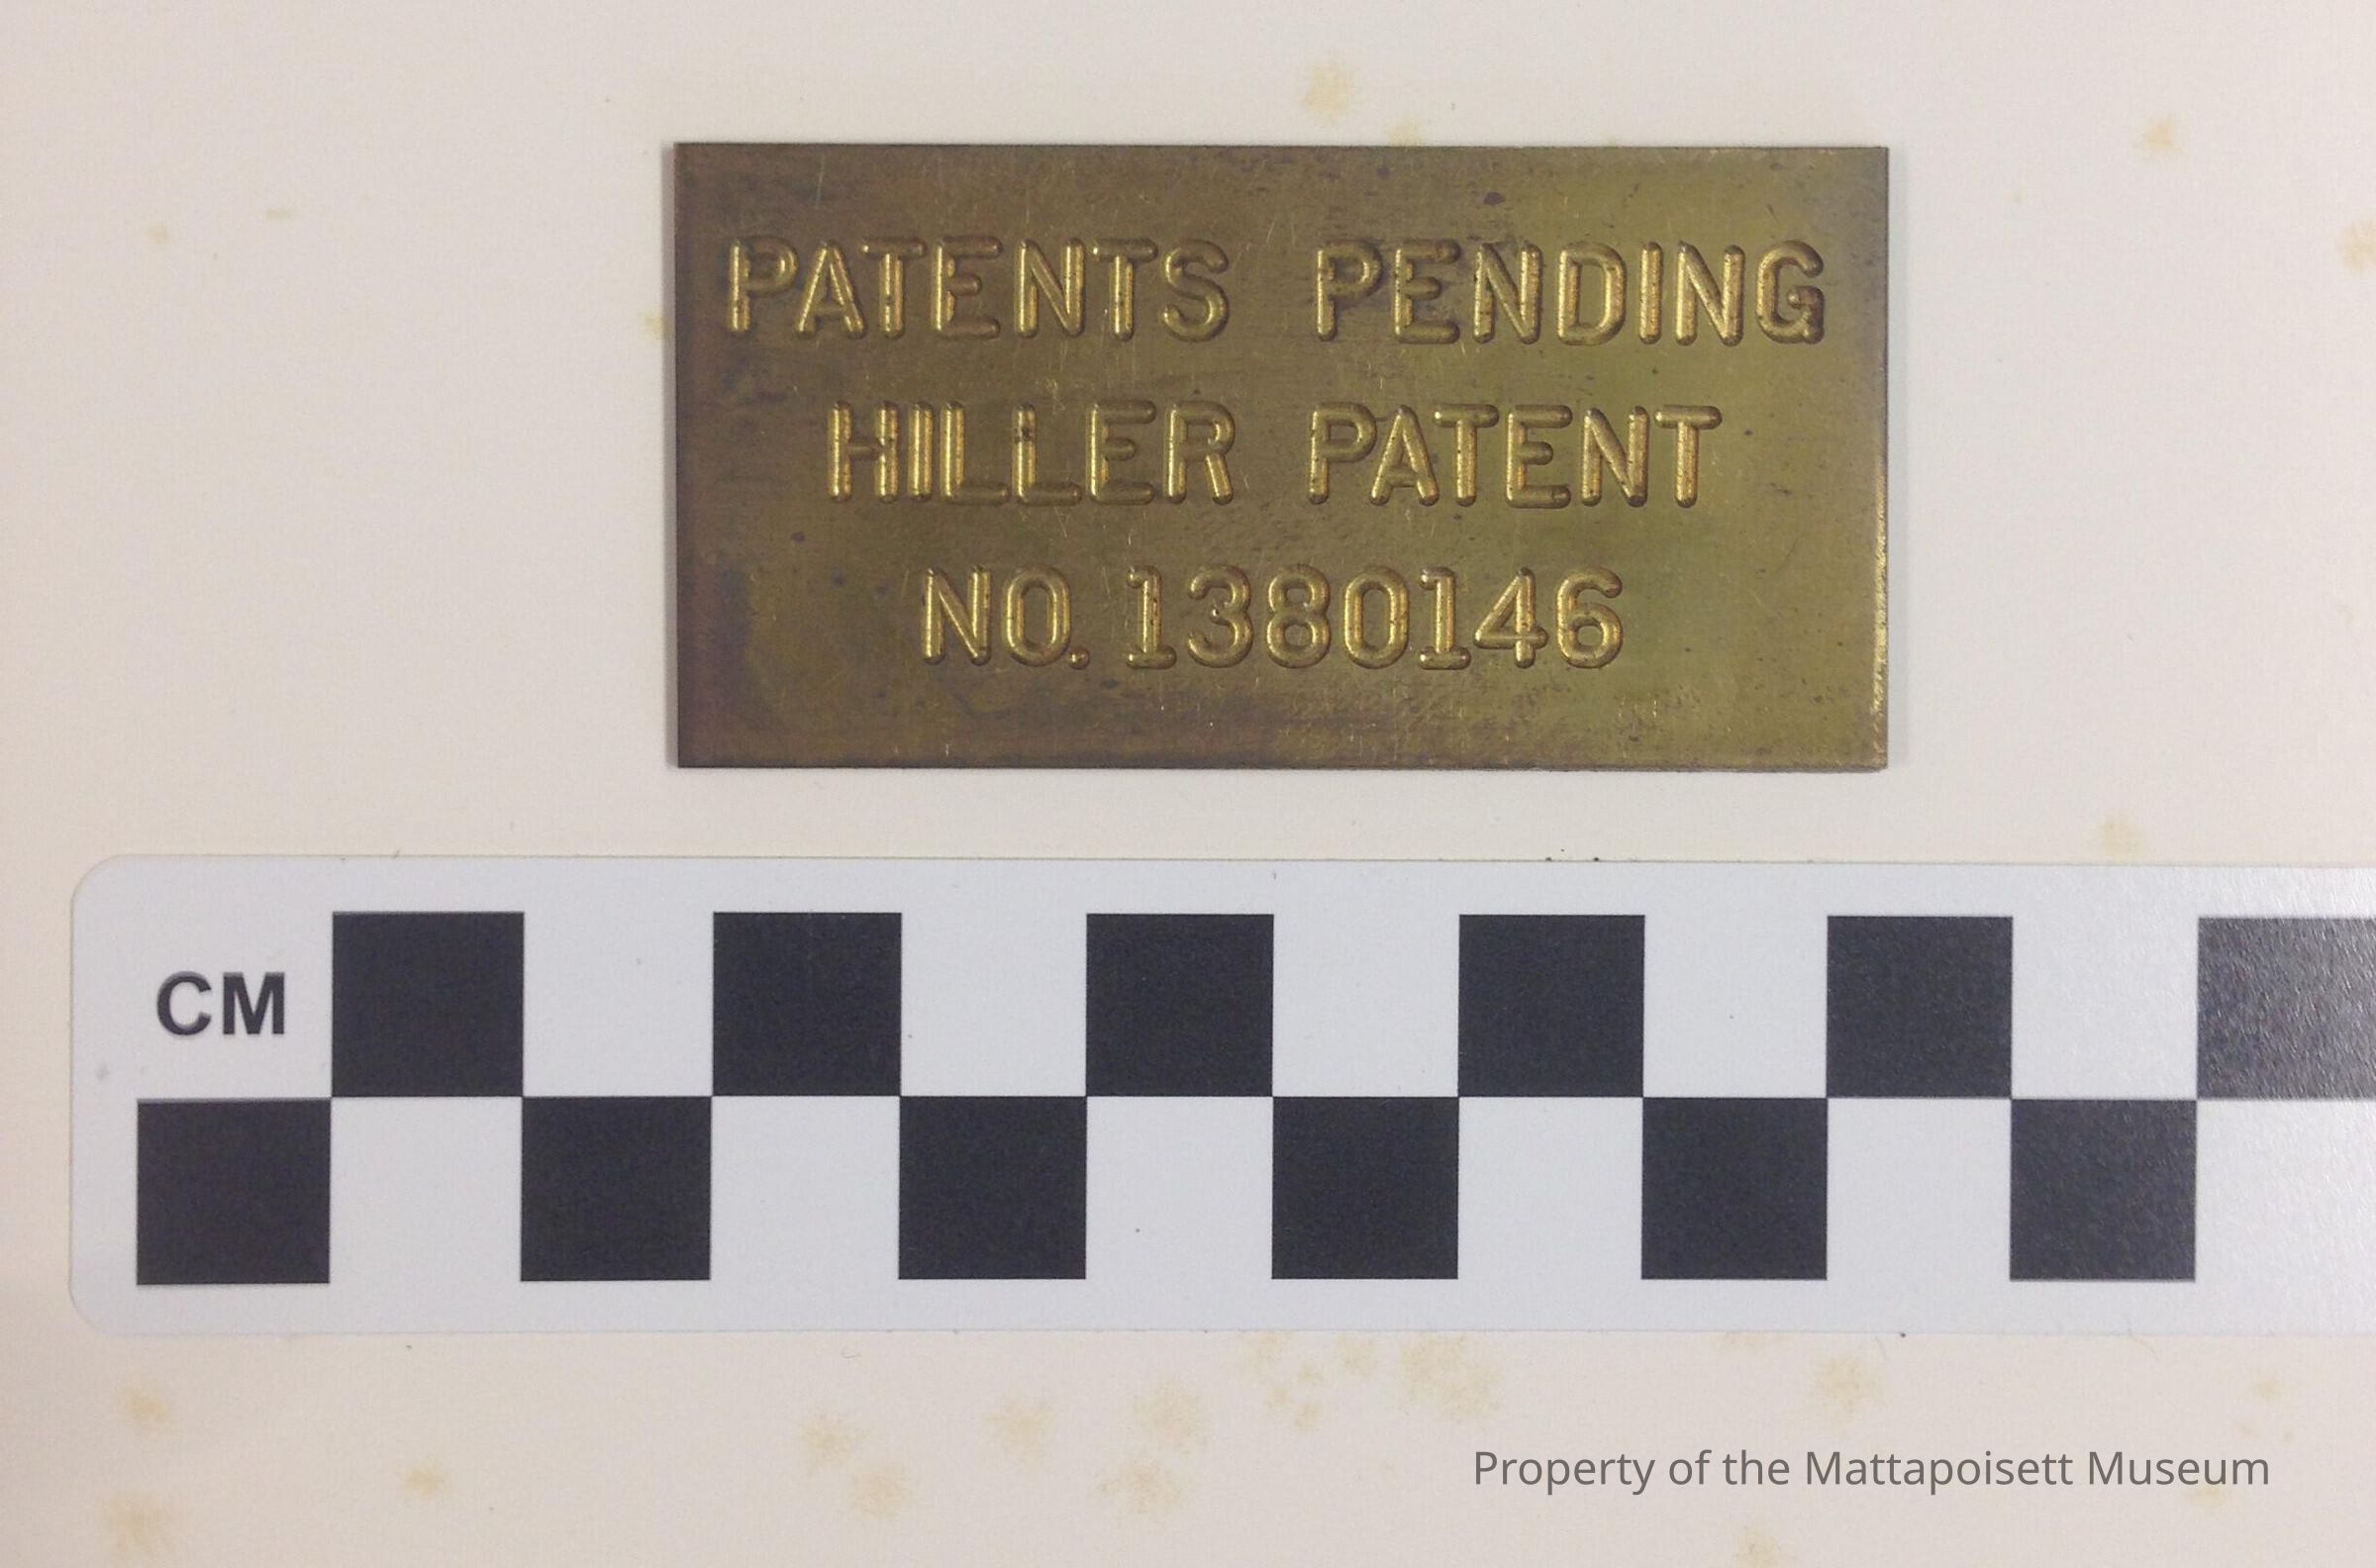 PATENTS PENDING
HILLER PATENT
NO. 1380146
CM
Property of the Mattapoisett Museum